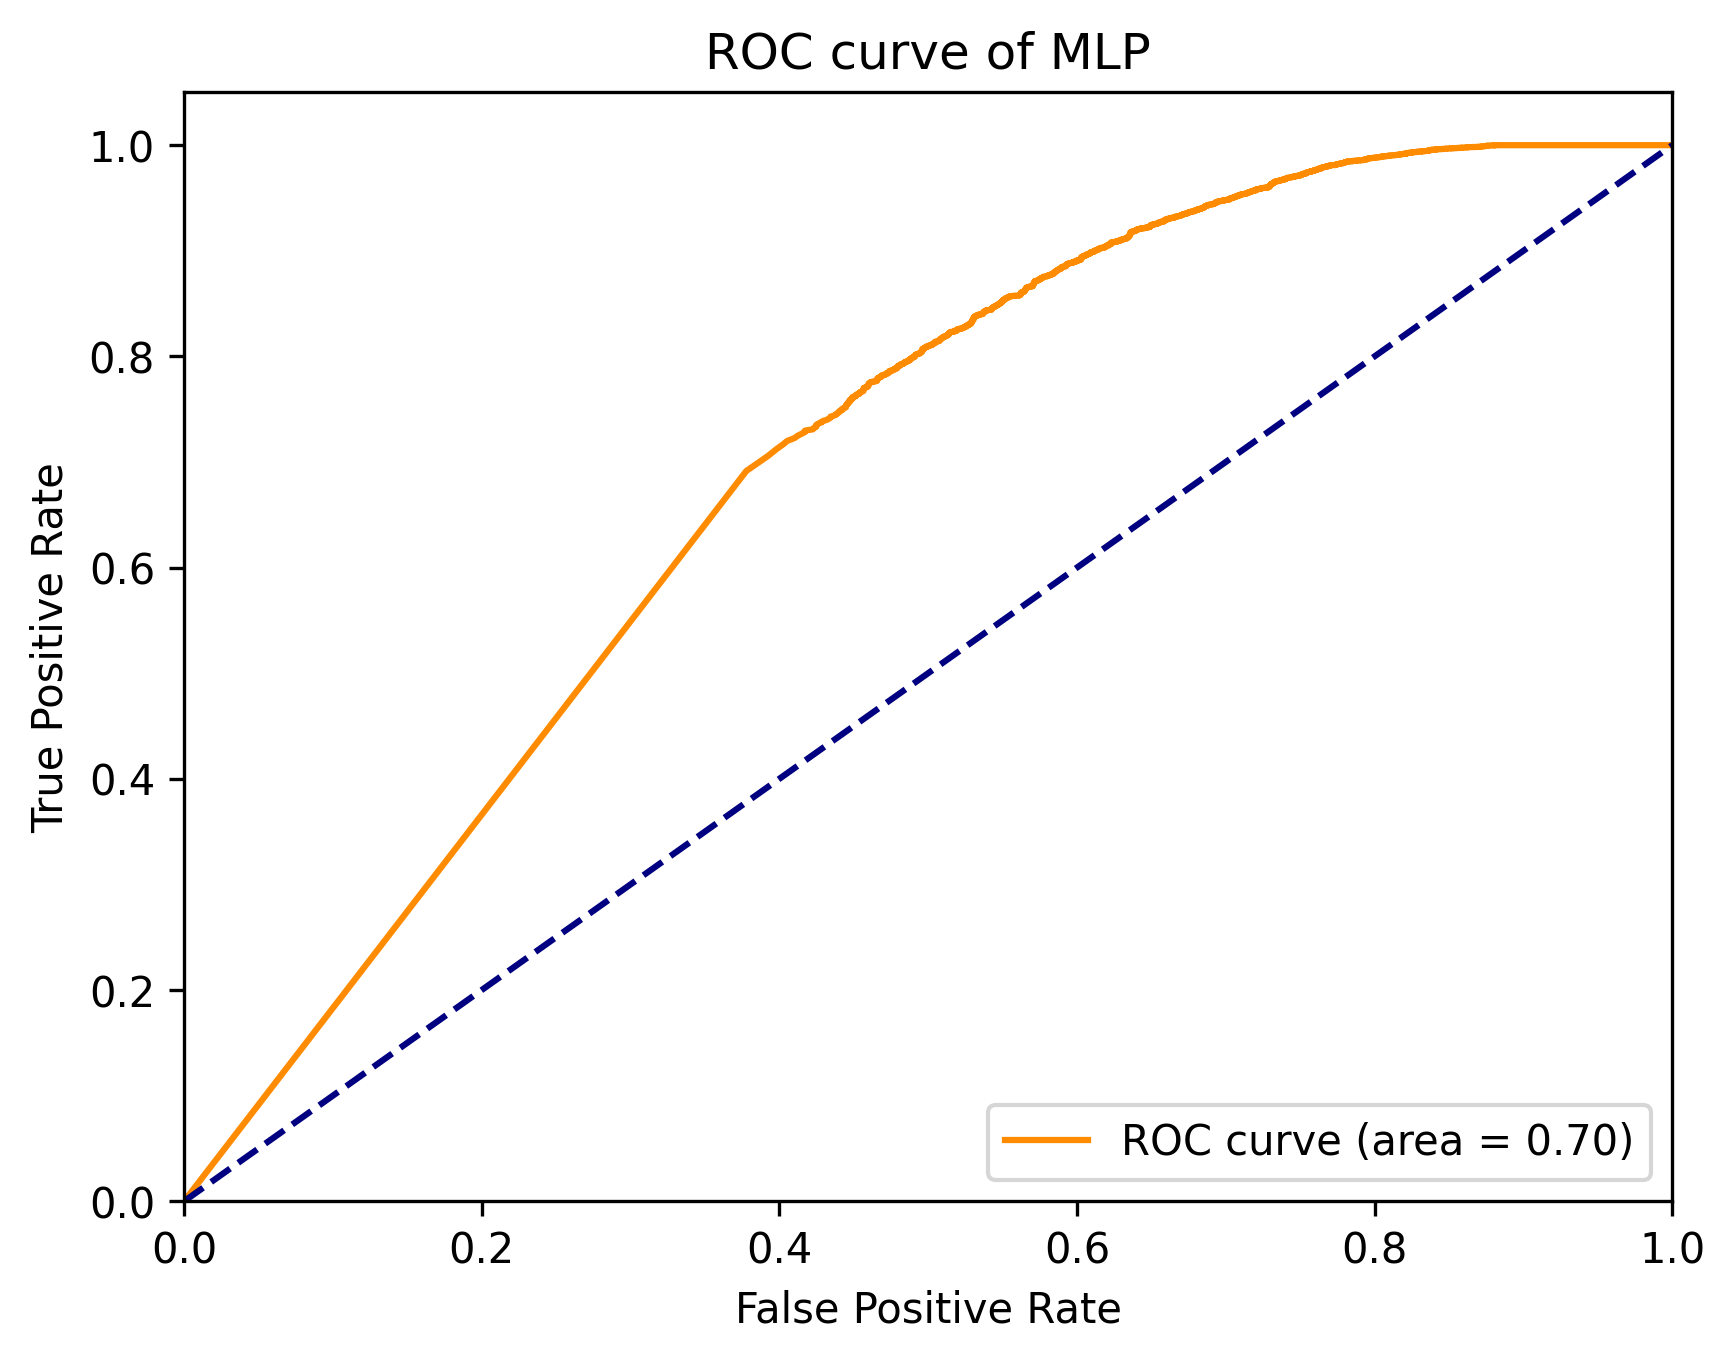 ROC curve of MLP
True Positive Rate
1.0
0.8
0.6
0.4
0.2
0.0
ROC curve (area = 0.70)
0.0 0.2 0.4 0.6 0.8 1.0
False Positive Rate